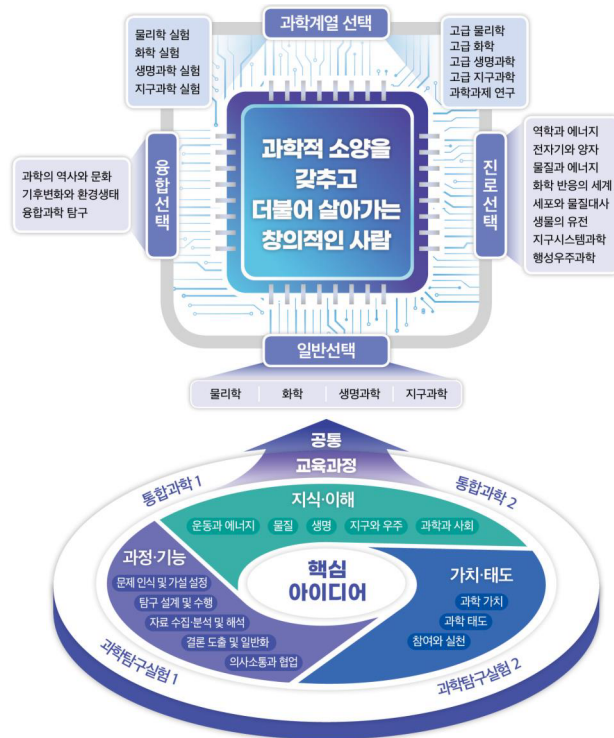 과학계열 선택
물리학 실험
화학 실험
생명과학 실험
지구과학 실험
고급 물리학
고급 화학
고급 생명과학
고급 지구과학
과학과제 연구
과학적 소양을
갖추고
더불어 살아가는
창의적인 사람
융합선택
과학의 역사와 문화
기후변화와 환경생태
융합과학 탐구
진로선택
역학과 에너지
전자기와 양자
물질과 에너지
화학 반응의 세계
세포와 물질대사
생물의 유전
지구시스템과학
행성우주과학
일반선택
물리학 화학 생명과학 지구과학
공통
교육과정
통합과학 1
통합과학 2
지식·이해
운동과 에너지 물질 생명 지구와 우주 과학과 사회
과정·기능
문제 인식 및 가설 설정
탐구 설계 및 수행
자료 수집·분석 및 해석
결론 도출 및 일반화
의사소통과 협업
핵심
아이디어
가치·태도
과학 가치
과학 태도
참여와 실천
과학탐구실험 1
과학탐구실험 2